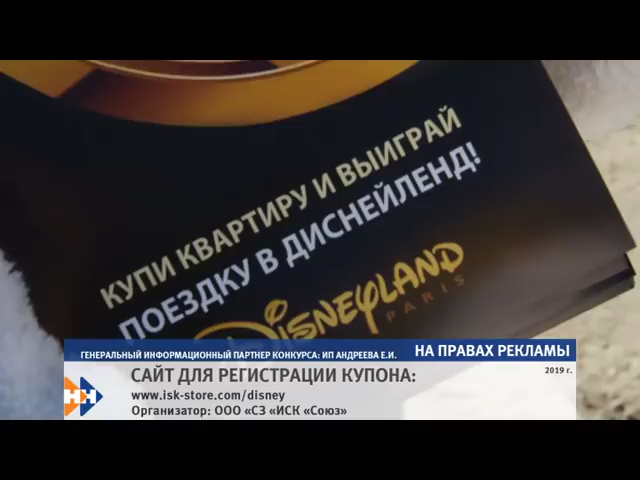 КУПИ КВАРТИРУ И ВЫИГРАЙ
ПОЕЗДКУ В ДИСНЕЙЛЕНД!
DISNEYLAND
PARIS
ГЕНЕРАЛЬНЫЙ ИНФОРМАЦИОННЫЙ ПАРТНЕР КОНКУРСА: ИП АНДРЕЕВА Е.И.
НА ПРАВАХ РЕКЛАМЫ
САЙТ ДЛЯ РЕГИСТРАЦИИ КУПОНА:
2019 г.
www.isk-store.com/disney
Организатор: ООО «СЗ «ИСК «Союз»
НН